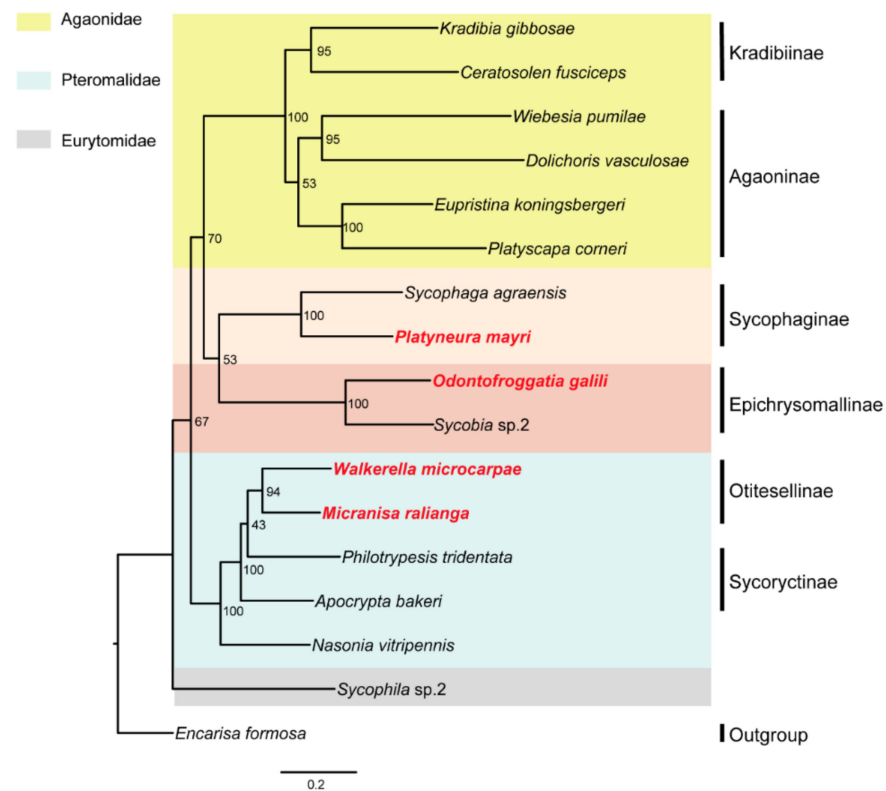 Agaonidae
Pteromalidae
Eurytomidae
Kradibia gibbosae
95
Ceratosolen fusciceps
Kradibiinae
100
Wiebesia pumilae
95
Dolichoris vasculosae
53
Eupristina koningsbergeri
100
Platyscapa corneri
Agaoninae
70
Sycophaga agraensis
100
Platyneura mayri
Sycophaginae
53
Odontofroggatia galili
100
Sycobia sp.2
Epichrysomallinae
67
Walkerella microcarpae
94
Micranisa ralianga
Otitesellinae
43
Philotrypesis tridentata
100
Apocrypta bakeri
Sycoryctinae
100
Nasonia vitripennis
Sycophila sp.2
Encarisa formosa
Outgroup
0.2